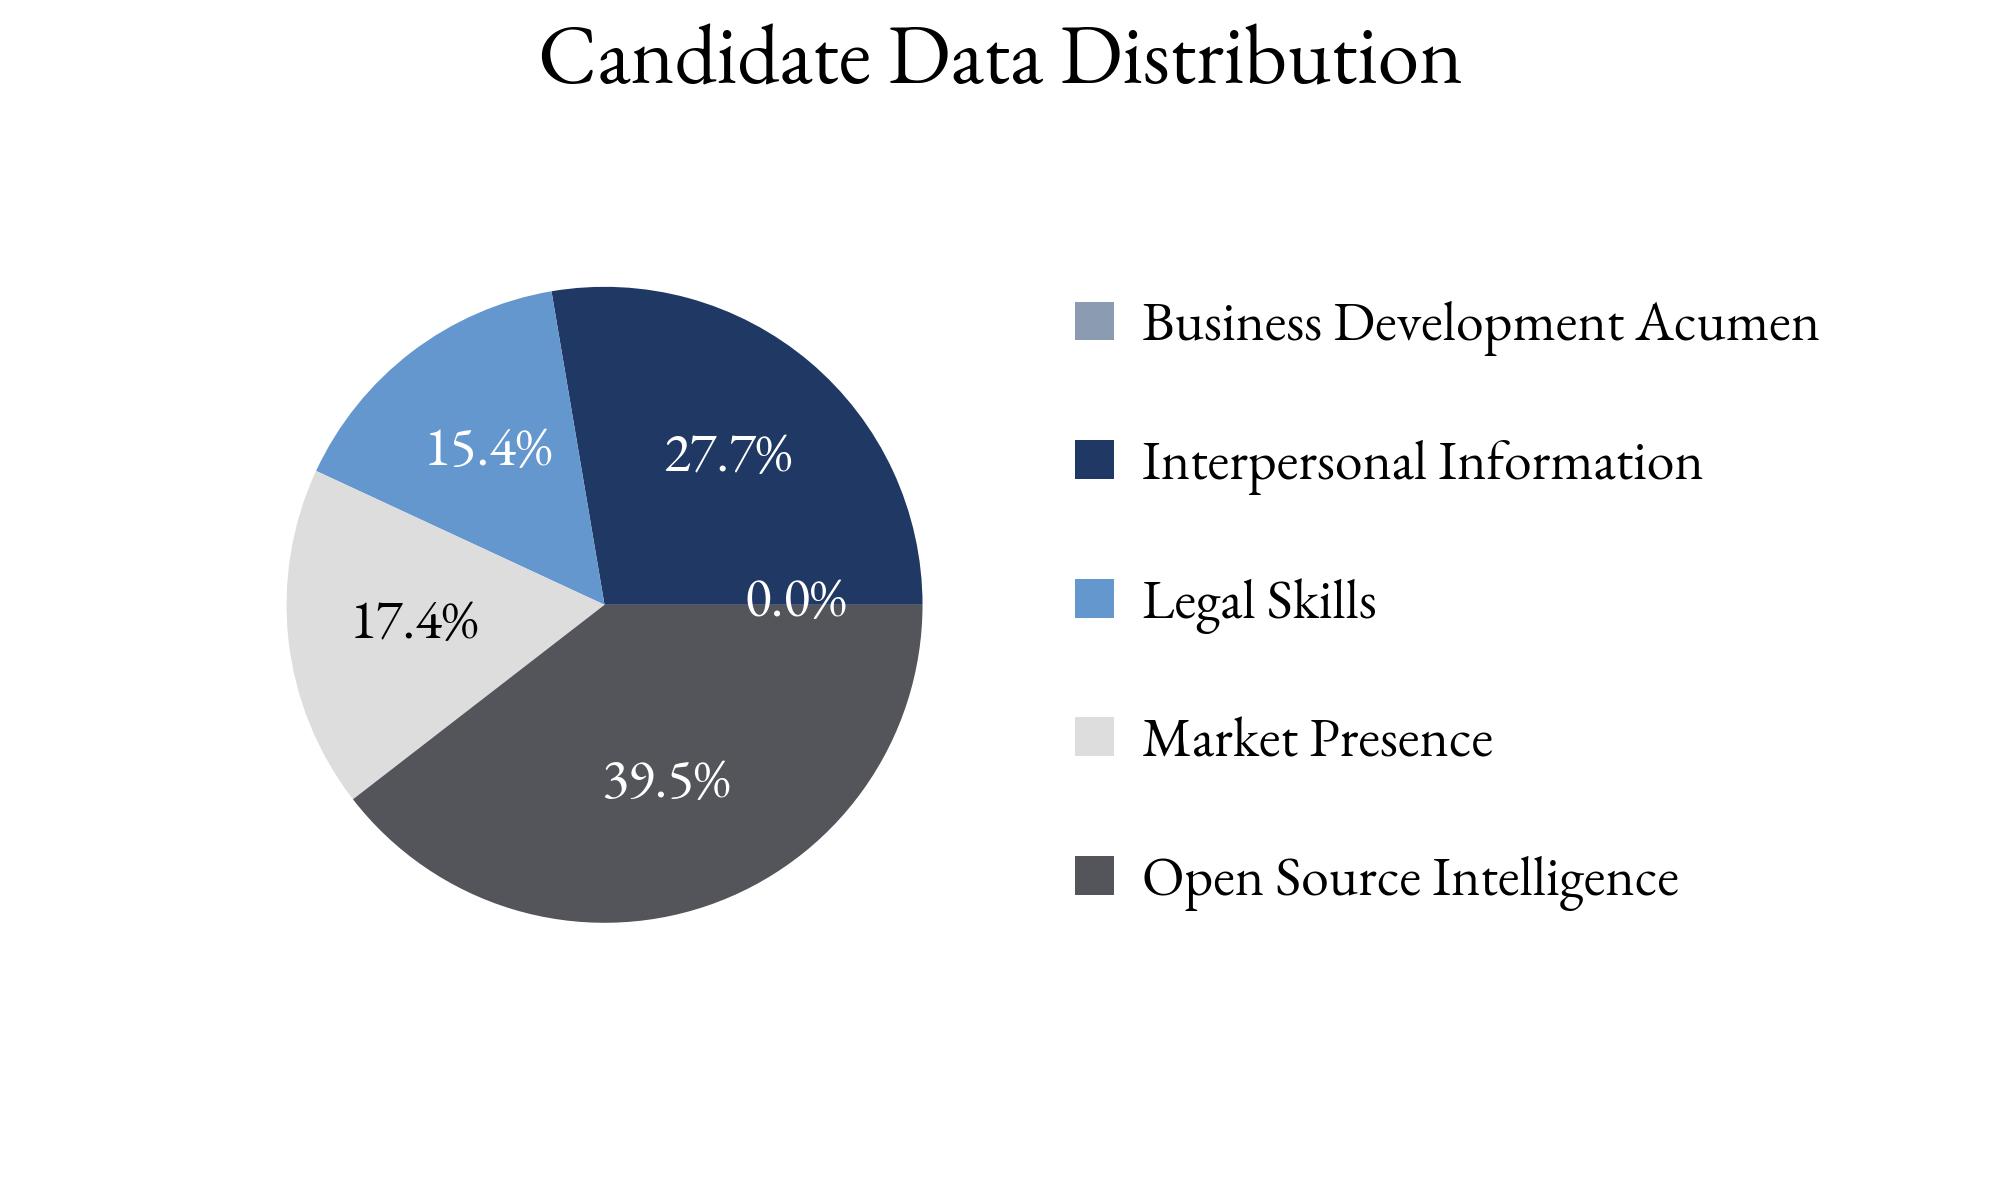 Candidate Data Distribution
15.4%
27.7%
0.0%
17.4%
39.5%
Business Development Acumen
Interpersonal Information
Legal Skills
Market Presence
Open Source Intelligence